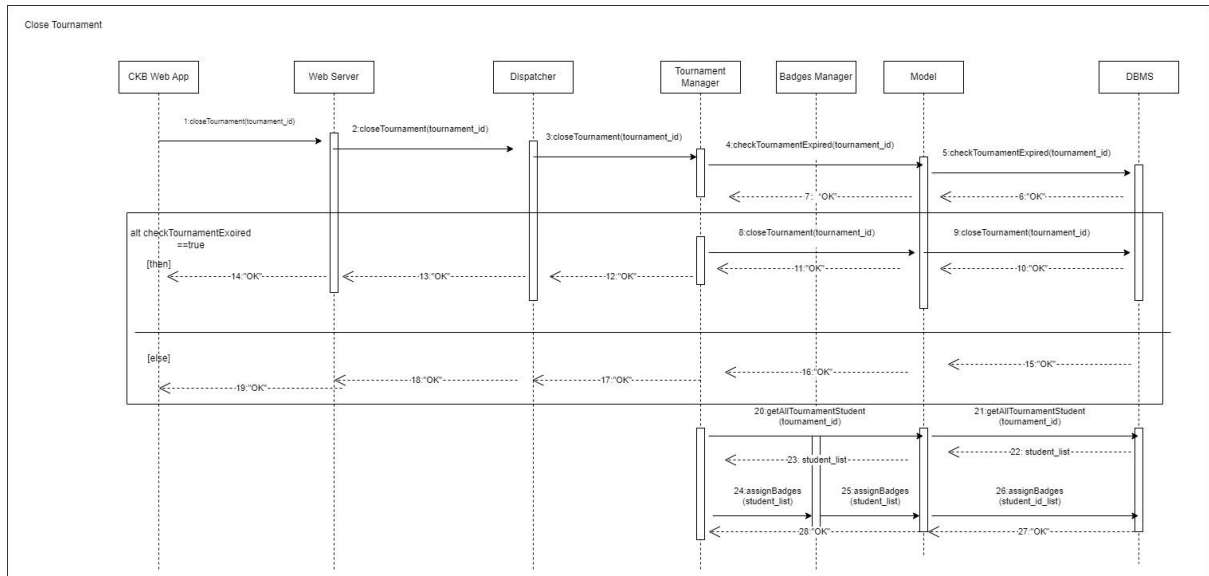 Close Tournament
CKB Web App
Web Server
Dispatcher
Tournament
Manager
Badges Manager
Model
DBMS
1:closeTournament(tournament_id)
2:closeTournament(tournament_id)
3:closeTournament(tournament_id)
4:checkTournamentExpired(tournament_id)
5:checkTournamentExpired(tournament_id)
7: "OK"
6:"OK"
alt checkTournamentExoired
==true
8:closeTournament(tournament_id)
9:closeTournament(tournament_id)
[then]
14:"OK"
13:"OK"
12:"OK"
11:"OK"
10:"OK"
[else]
15:"OK"
16:"OK"
17:"OK"
18:"OK"
19:"OK"
20:getAllTournamentStudent
(tournament_id)
21:getAllTournamentStudent
(tournament_id)
23: student_list
22: student_list
24:assignBadges
(student_list)
25:assignBadges
(student_list)
26:assignBadges
(student_id_list)
28:"OK"
27:"OK"